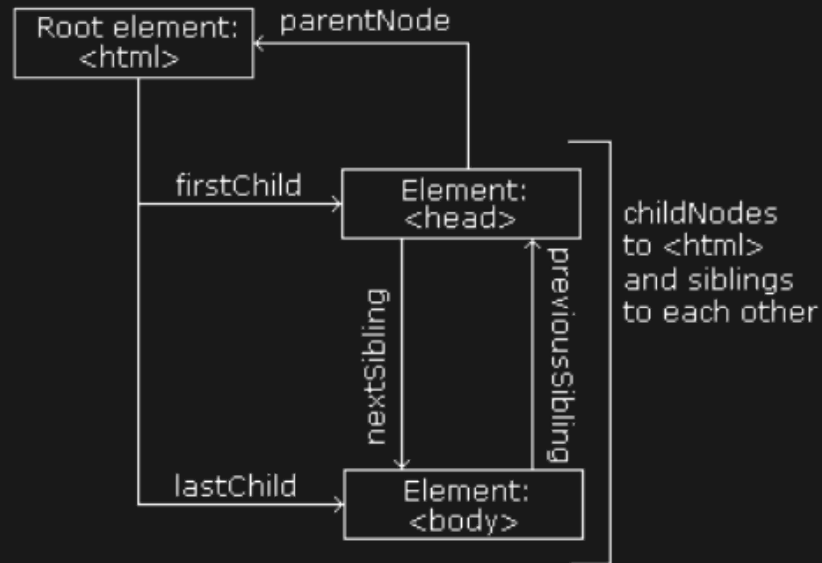 Root element:
<html>
parentNode
firstChild
Element:
<head>
childNodes
to <html>
and siblings
to each other
nextSibling
previousSibling
lastChild
Element:
<body>